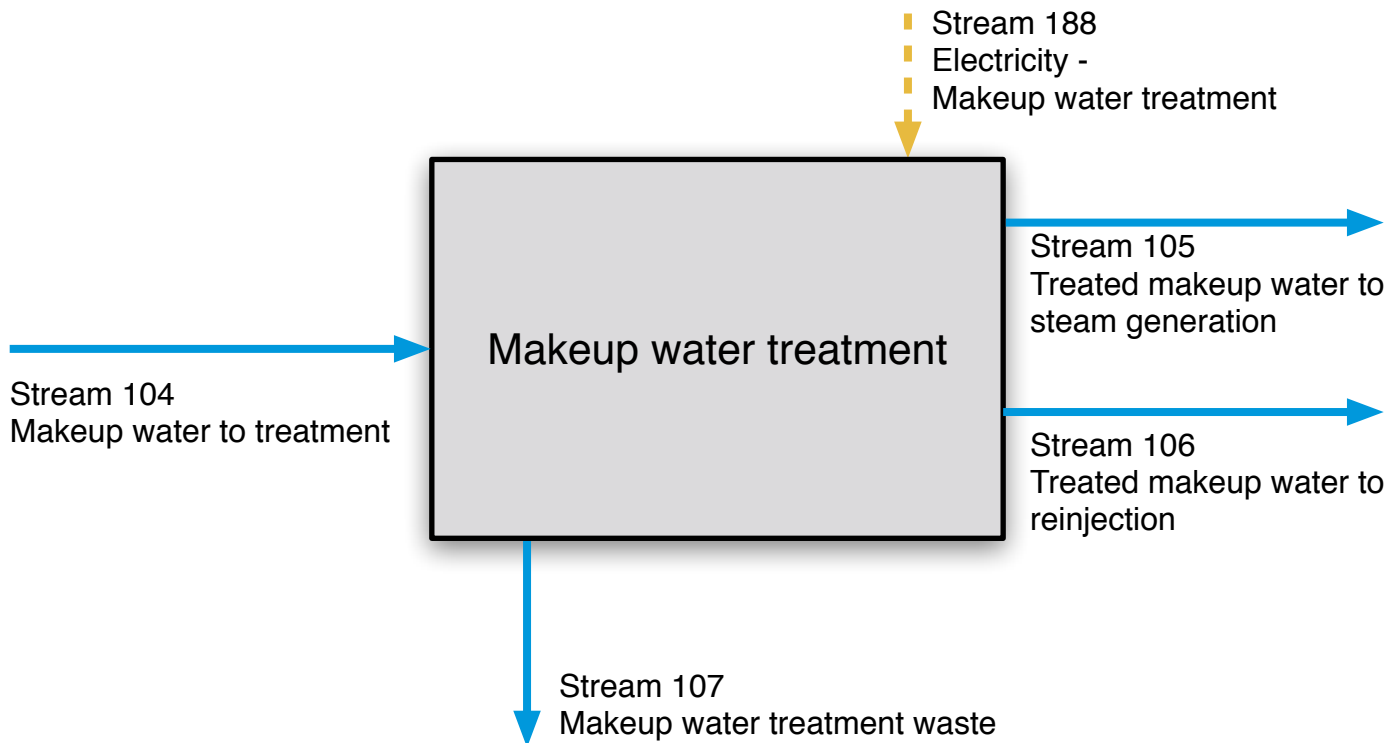 Stream 188
Electricity -
Makeup water treatment
Stream 105
Treated makeup water to
steam generation
Makeup water treatment
Stream 104
Makeup water to treatment
Stream 106
Treated makeup water to
reinjection
Stream 107
Makeup water treatment waste